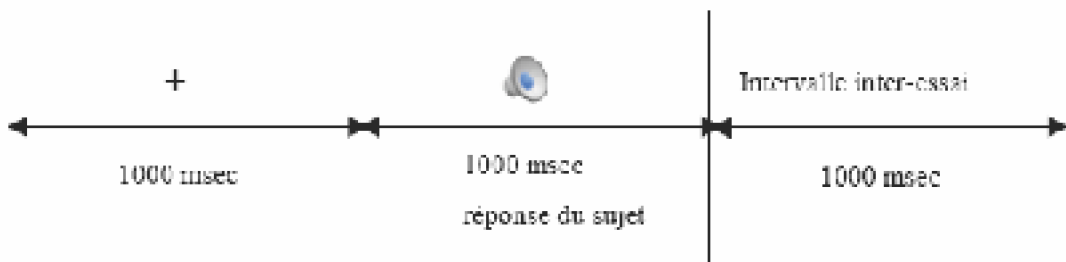 +
Intervalle inter-essai
1000 msec
1000 msec
1000 msec
réponse du sujet